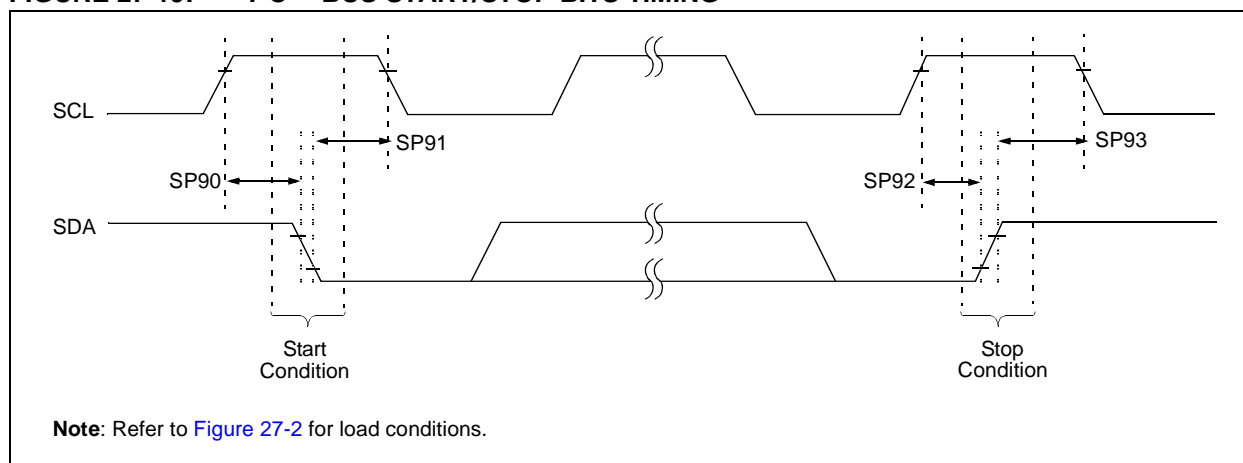 SCL
SP91
SP93
SP90
SP92
SDA
Start
Condition
Stop
Condition
Note: Refer to Figure 27-2 for load conditions.